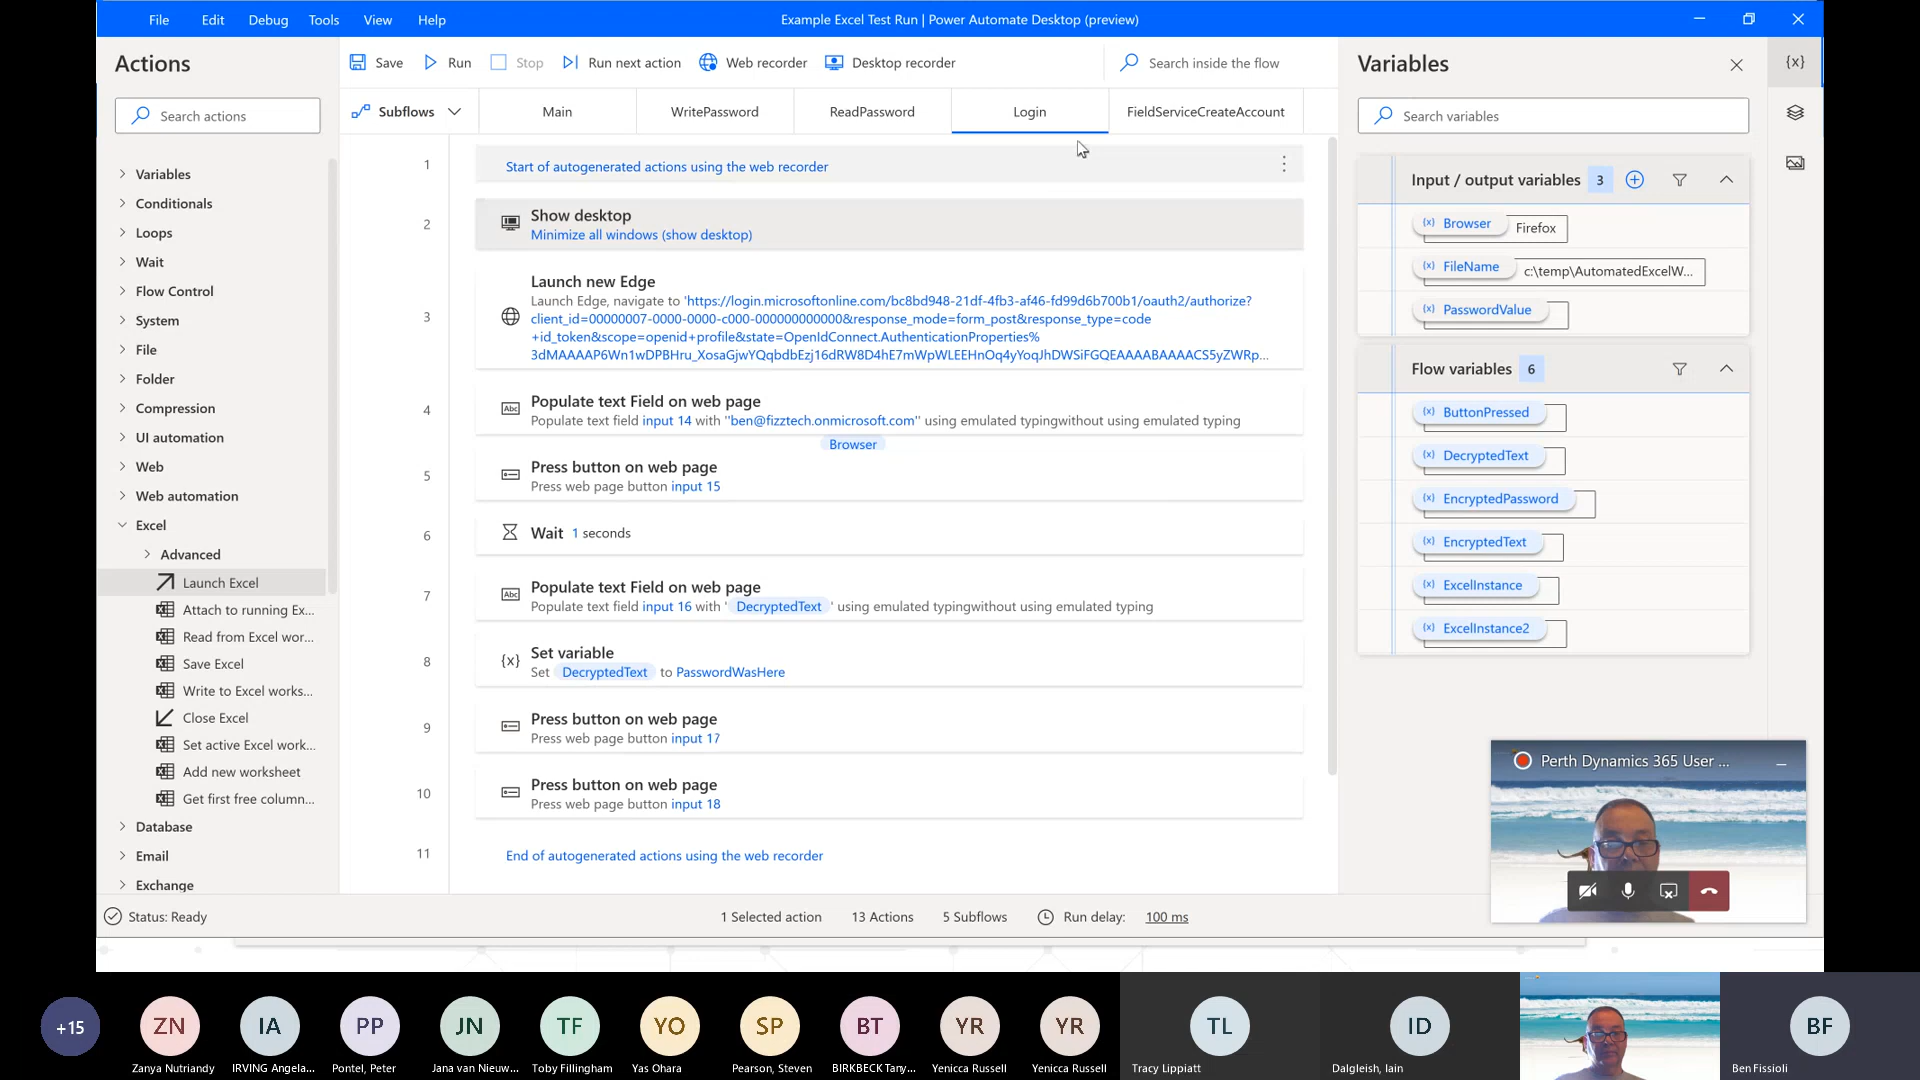 File Edit Debug Tools View Help
Example Excel Test Run | Power Automate Desktop (preview)
Actions
Search actions
Variables
Conditionals
Loops
Wait
Flow Control
System
File
Folder
Compression
UI automation
Web
Web automation
Excel
Advanced
Launch Excel
Attach to running Ex...
Read from Excel wor...
Save Excel
Write to Excel works...
Close Excel
Set active Excel work...
Add new worksheet
Get first free column...
Database
Email
Exchange
Save Run Stop Run next action Web recorder Desktop recorder
Search inside the flow
Subflows Main WritePassword ReadPassword Login FieldServiceCreateAccount
1
Start of autogenerated actions using the web recorder
2
Show desktop
Minimize all windows (show desktop)
3
Launch new Edge
Launch Edge, navigate to 'https://login.microsoftonline.com/bc8bd948-21df-4fb3-af46-fd99d6b700b1/oauth2/authorize?
client_id=00000007-0000-0000-c000-000000000000&response_mode=form_post&response_type=code
+id_token&scope=openid+profile&state=OpenIdConnect.AuthenticationProperties%
3dMAAAAP6Wn1wDPBHru_XosaGjwYQqbdbEzj16dRW8D4hE7mWpWLEEHnOq4yYoqJhDWSiFGQEAAAABAAAACS5yZWRp...
4
Populate text Field on web page
Populate text field input 14 with ''ben@fizztech.onmicrosoft.com'' using emulated typingwithout using emulated typing
Browser
5
Press button on web page
Press web page button input 15
6
Wait 1 seconds
7
Populate text Field on web page
Populate text field input 16 with ' DecryptedText ' using emulated typingwithout using emulated typing
8
{x} Set variable
Set DecryptedText to PasswordWasHere
9
Press button on web page
Press web page button input 17
10
Press button on web page
Press web page button input 18
11
End of autogenerated actions using the web recorder
Variables
{x}
Search variables
Input / output variables 3
(x) Browser Firefox
(x) FileName c:\temp\AutomatedExcelW...
(x) PasswordValue
Flow variables 6
(x) ButtonPressed
(x) DecryptedText
(x) EncryptedPassword
(x) EncryptedText
(x) ExcelInstance
(x) ExcelInstance2
Perth Dynamics 365 User ...
Status: Ready
1 Selected action 13 Actions 5 Subflows Run delay: 100 ms
+15 ZN IA PP JN TF YO SP BT YR YR TL ID BF
Zanya Nutriandy IRVING Angela... Pontel, Peter Jana van Nieuw... Toby Fillingham Yas Ohara Pearson, Steven BIRKBECK Tany... Yenicca Russell Yenicca Russell Tracy Lippiatt Dalgleish, Iain Ben Fissioli